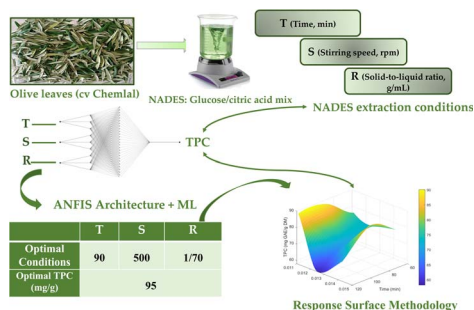 T (Time, min)
S (Stirring speed, rpm)
R (Solid-to-liquid ratio, g/mL)
Olive leaves (cv Chemlal)
NADES: Glucose/citric acid mix
NADES extraction conditions
T
S
R
TPC
ANFIS Architecture + ML
T S R
Optimal Conditions 90 500 1/70
Optimal TPC (mg/g) 95
TPC (mg GAE/g DM)
Time (min)
Response Surface Methodology